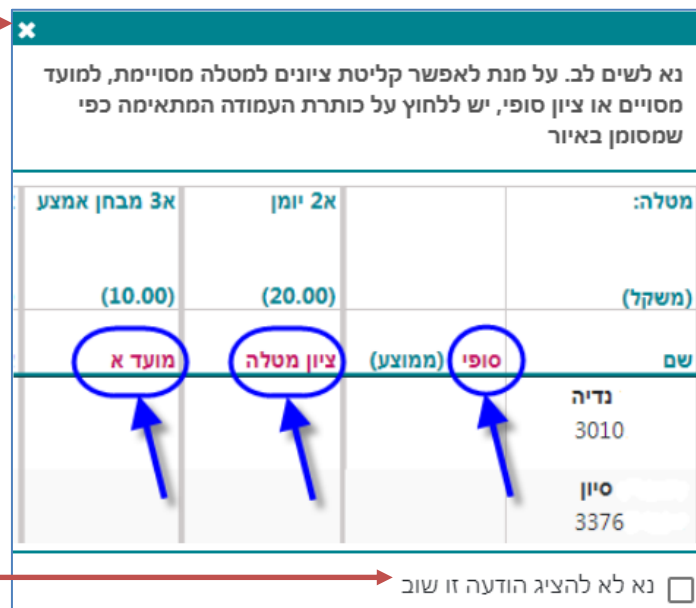 נא לשים לב. על מנת לאפשר קליטת ציונים למטלה מסויימת, למועד
מסויים או ציון סופי, יש ללחוץ על כותרת העמודה המתאימה כפי
שמסומן באיור
מטלה: א2 יומן א3 מבחן אמצע
(משקל) (20.00) (10.00)
שם סופי (ממוצע) ציון מטלה מועד א
נדיה
3010
סיון
3376
נא לא להציג הודעה זו שוב